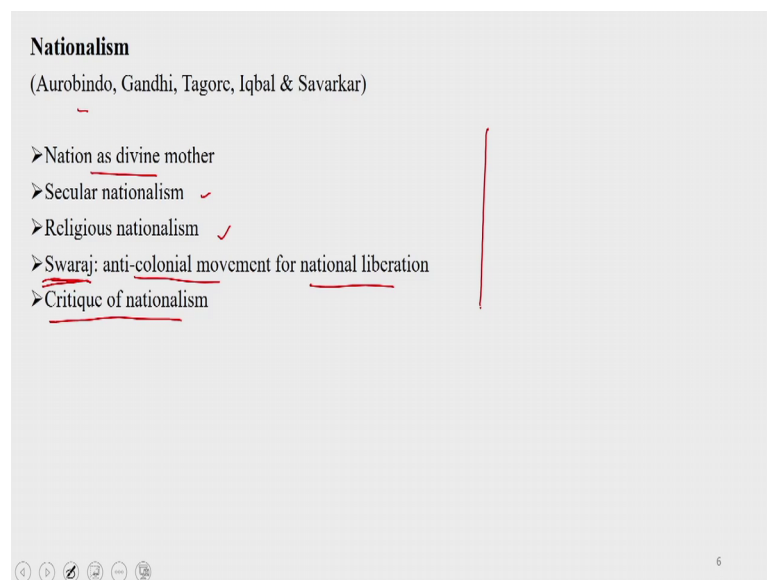 Nationalism
(Aurobindo, Gandhi, Tagore, Iqbal & Savarkar)
➢Nation as divine mother
➢Secular nationalism
➢Religious nationalism
➢Swaraj: anti-colonial movement for national liberation
➢Critique of nationalism
6